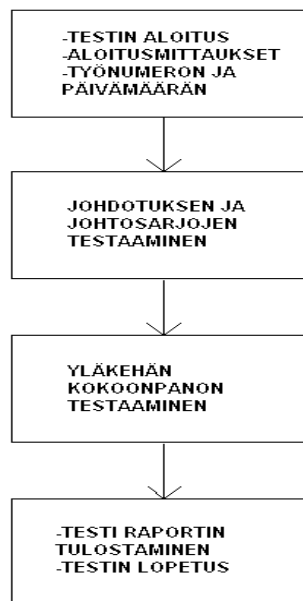 -TESTIN ALOITUS
-ALOITUSMITTAUKSET
-TYÖNUMERON JA
PÄIVÄMÄÄRÄN
JOHDOTUKSEN JA
JOHTOSARJOJEN
TESTAAMINEN
YLÄKEHÄN
KOKOONPANON
TESTAAMINEN
-TESTI RAPORTIN
TULOSTAMINEN
-TESTIN LOPETUS